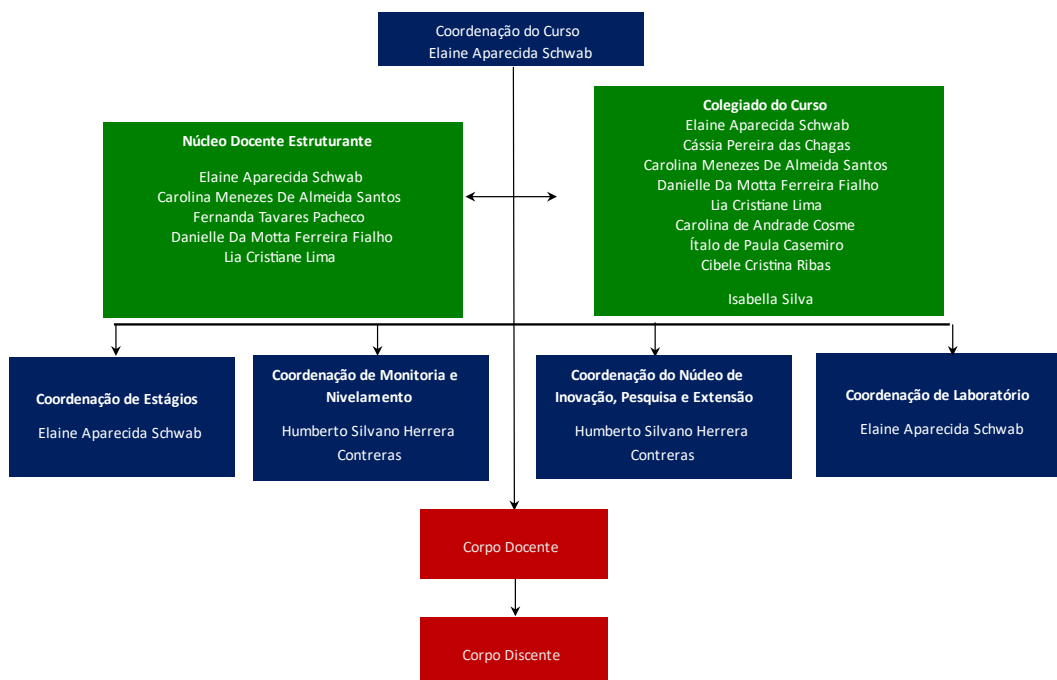 Coordenação do Curso
Elaine Aparecida Schwab
Núcleo Docente Estruturante
Elaine Aparecida Schwab
Carolina Menezes De Almeida Santos
Fernanda Tavares Pacheco
Danielle Da Motta Ferreira Fialho
Lia Cristiane Lima
Colegiado do Curso
Elaine Aparecida Schwab
Cássia Pereira das Chagas
Carolina Menezes De Almeida Santos
Danielle Da Motta Ferreira Fialho
Lia Cristiane Lima
Carolina de Andrade Cosme
Ítalo de Paula Casemiro
Cibele Cristina Ribas
Isabella Silva
Coordenação de Estágios
Elaine Aparecida Schwab
Coordenação de Monitoria e
Nivelamento
Humberto Silvano Herrera
Contreras
Coordenação do Núcleo de
Inovação, Pesquisa e Extensão
Humberto Silvano Herrera
Contreras
Coordenação de Laboratório
Elaine Aparecida Schwab
Corpo Docente
Corpo Discente